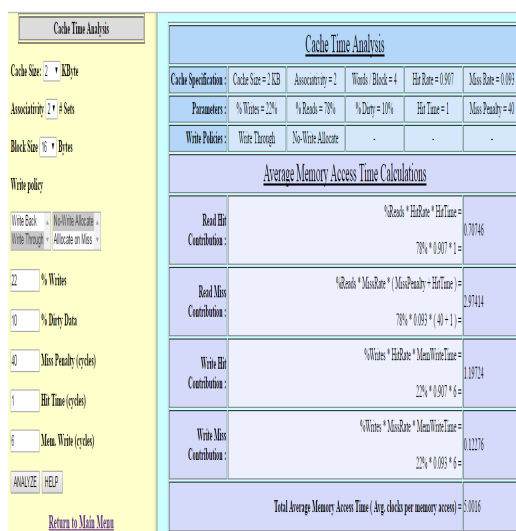 Cache Time Analysis
Cache Size: 2 KByte
Associativity 2 # Sets
Block Size 16 Bytes
Write policy
Write Back
Write Through
No-Write Allocate
Allocate on Miss
22 % Writes
10 % Dirty Data
40 Miss Penalty (cycles)
1 Hit Time (cycles)
6 Mem. Write (cycles)
ANALYZE HELP
Return to Main Menu
Cache Time Analysis
Cache Specification : Cache Size = 2 KB Associativity = 2 Words / Block = 4 Hit Rate = 0.907 Miss Rate = 0.093
Parameters : % Writes = 22% % Reads = 78% % Dirty = 10% Hit Time = 1 Miss Penalty = 40
Write Policies : Write Through No-Write Allocate - - -
Average Memory Access Time Calculations
Read Hit Contribution : %Reads * HitRate * HitTime =
78% * 0.907 * 1 = 0.70746
Read Miss Contribution : %Reads * MissRate * ( MissPenalty + HitTime ) =
78% * 0.093 * ( 40 + 1 ) = 2.97414
Write Hit Contribution : %Writes * HitRate * MemWriteTime =
22% * 0.907 * 6 = 1.19724
Write Miss Contribution : %Writes * MissRate * MemWriteTime =
22% * 0.093 * 6 = 0.12276
Total Average Memory Access Time ( Avg. clocks per memory access) = 5.0016